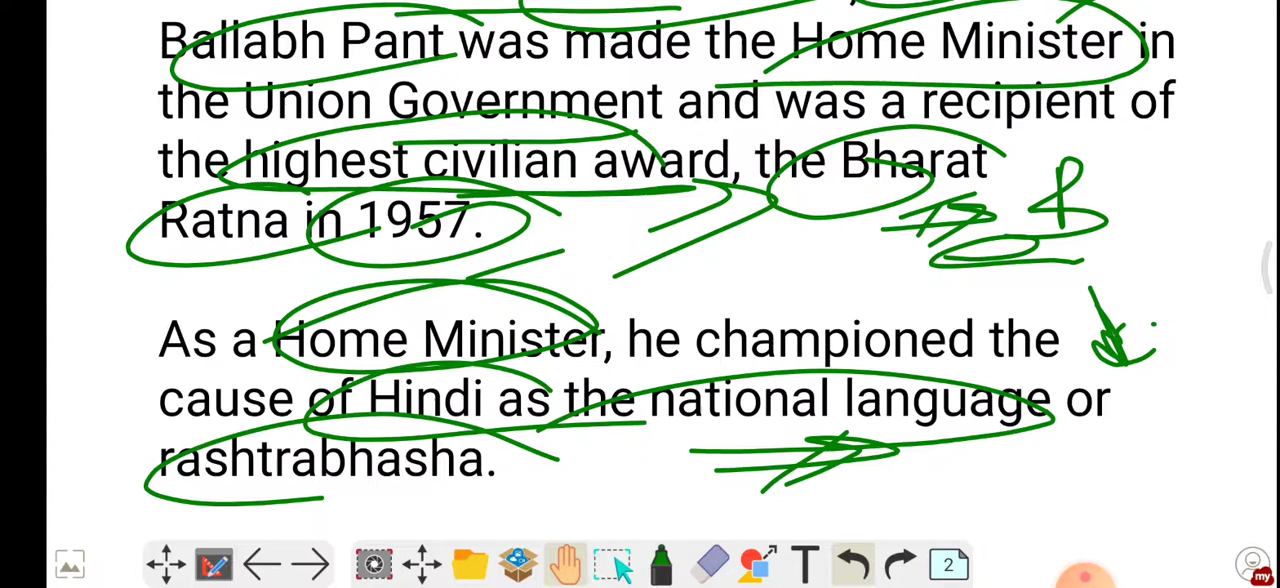 Ballabh Pant was made the Home Minister in
the Union Government and was a recipient of
the highest civilian award, the Bharat
Ratna in 1957.
As a Home Minister, he championed the
cause of Hindi as the national language or
rashtrabhasha.
T
2
my